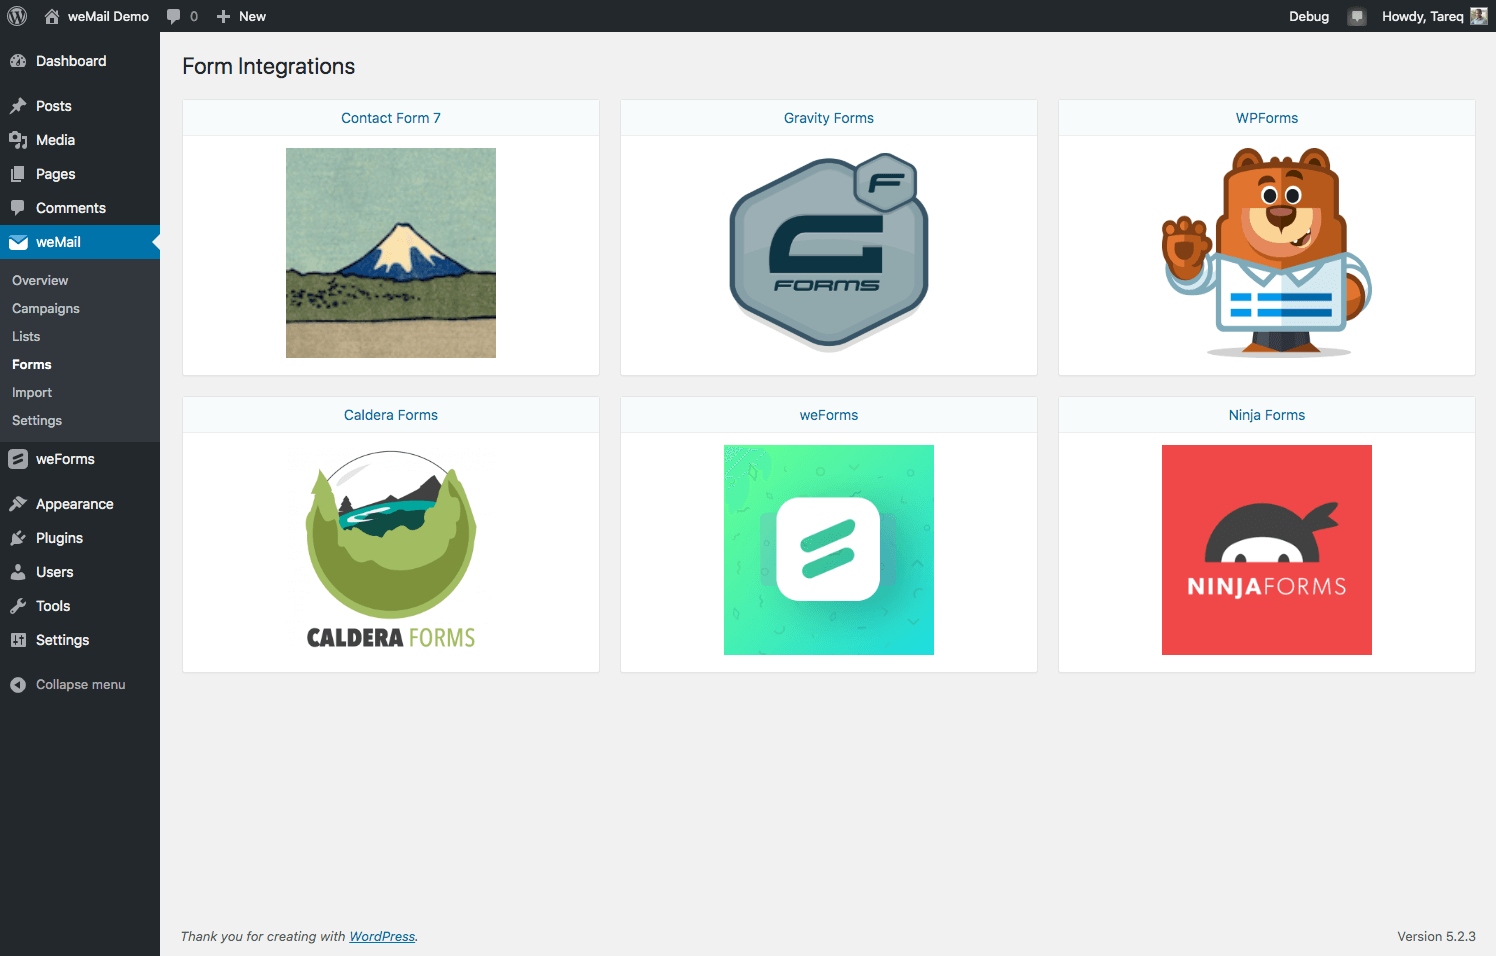 weMail Demo 0 New Debug Howdy, Tareq
Dashboard
Posts
Media
Pages
Comments
weMail
Overview
Campaigns
Lists
Forms
Import
Settings
weForms
Appearance
Plugins
Users
Tools
Settings
Collapse menu
Form Integrations
Contact Form 7
Gravity Forms
F
G
FORMS
WPForms
Caldera Forms
CALDERA FORMS
weForms
Ninja Forms
NINJAFORMS
Thank you for creating with WordPress.
Version 5.2.3